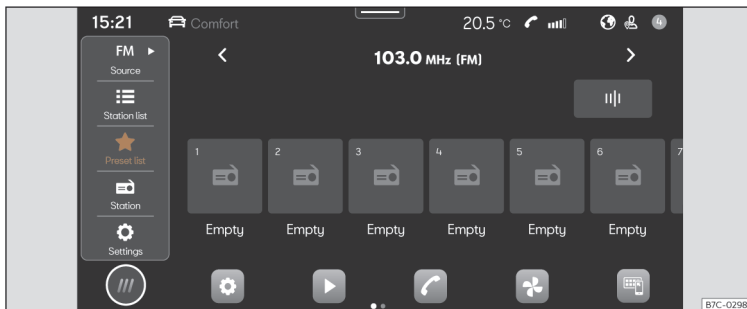 15:21 Comfort 20.5 °C 4
FM
Source
103.0 MHz (FM)
Station list
Preset list
Station
Settings
1 2 3 4 5 6 7
Empty Empty Empty Empty Empty Empty
B7C-0298